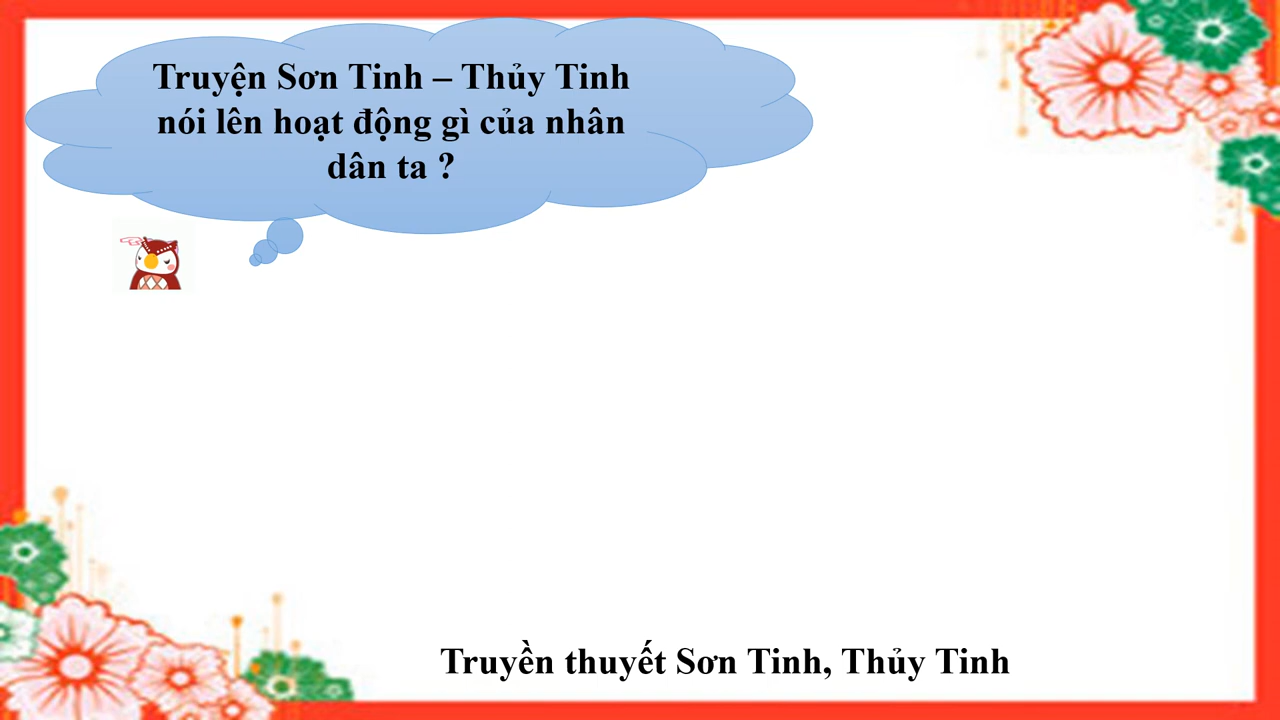 Truyện Sơn Tinh – Thủy Tinh
nói lên hoạt động gì của nhân
dân ta ?
Truyền thuyết Sơn Tinh, Thủy Tinh